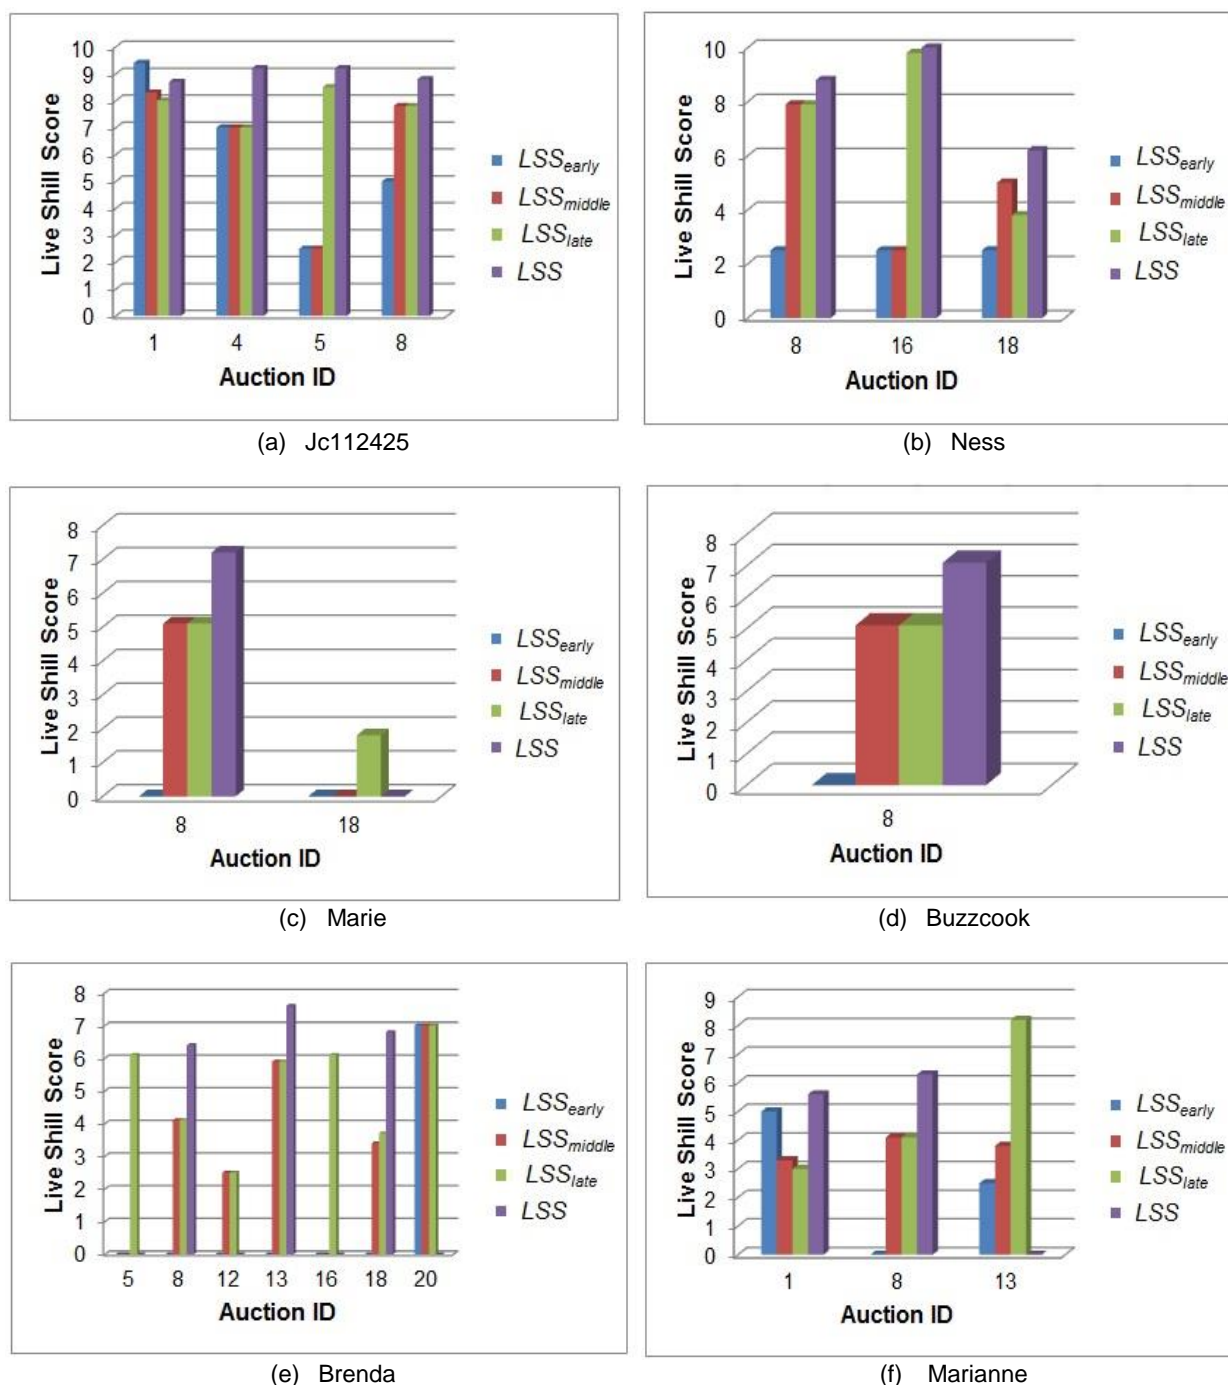 10
9
8
7
6
5
4
3
2
1
0
Live Shill Score
1 4 5 8
Auction ID
LSSearly
LSSmiddle
LSSlate
LSS
(a) Jc112425
10
8
6
4
2
0
Live Shill Score
8 16 18
Auction ID
LSSearly
LSSmiddle
LSSlate
LSS
(b) Ness
8
7
6
5
4
3
2
1
0
Live Shill Score
8 18
Auction ID
LSSearly
LSSmiddle
LSSlate
LSS
(c) Marie
8
7
6
5
4
3
2
1
0
Live Shill Score
8
Auction ID
LSSearly
LSSmiddle
LSSlate
LSS
(d) Buzzcook
8
7
6
5
4
3
2
1
0
Live Shill Score
5 8 12 13 16 18 20
Auction ID
LSSearly
LSSmiddle
LSSlate
LSS
(e) Brenda
9
8
7
6
5
4
3
2
1
0
Live Shill Score
1 8 13
Auction ID
LSSearly
LSSmiddle
LSSlate
LSS
(f) Marianne